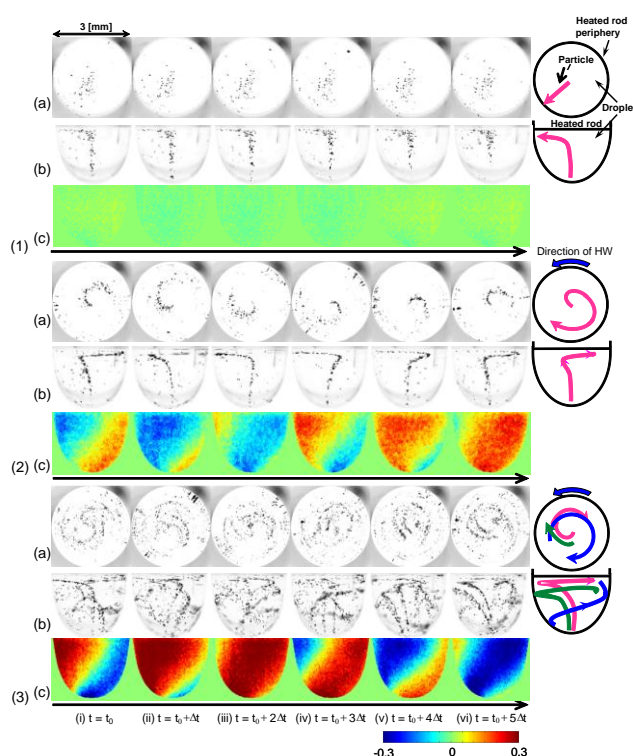 3 [mm]
Heated rod
periphery
Particle
(a)
Drople
Heated rod
(b)
(c)
(1)
Direction of HW
(a)
(b)
(2) (c)
(a)
(b)
(3) (c)
(i) t = t₀ (ii) t = t₀+Δt (iii) t = t₀+2Δt (iv) t = t₀+3Δt (v) t = t₀+4Δt (vi) t = t₀+5Δt
-0.3 0 0.3